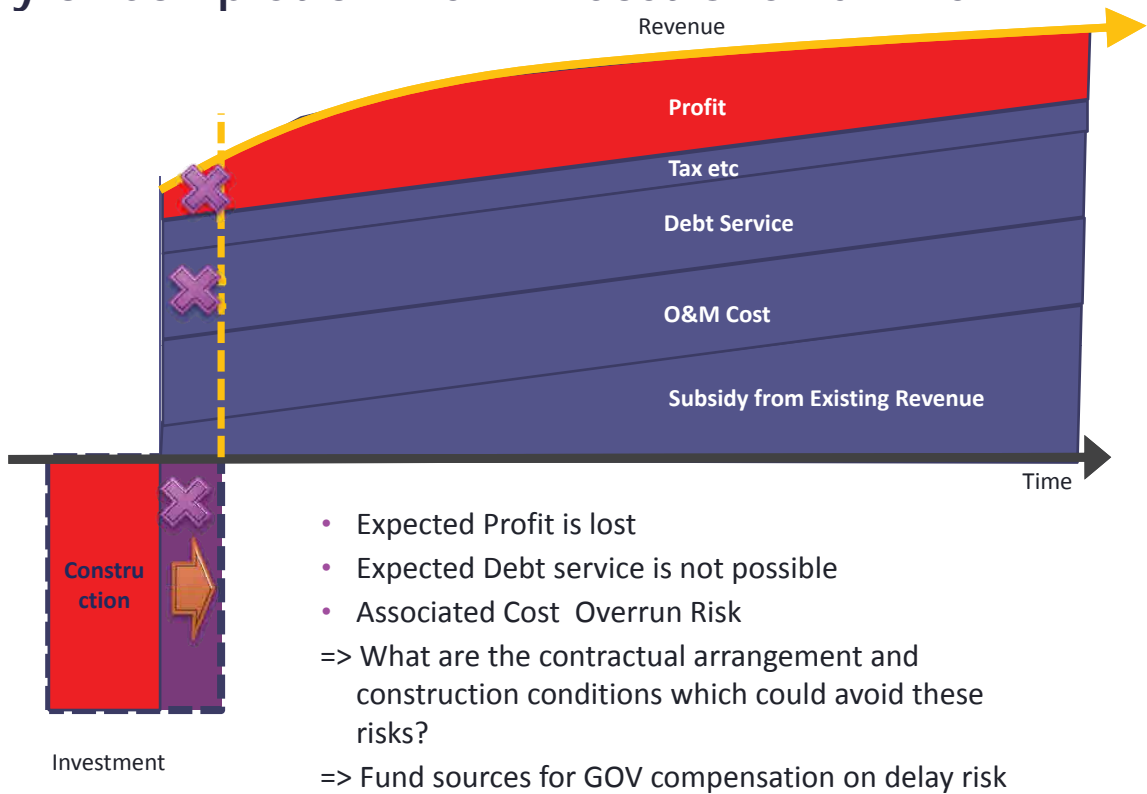 Revenue
Profit
Tax etc
Debt Service
O&M Cost
Subsidy from Existing Revenue
Time
Constru
ction
Investment
• Expected Profit is lost
• Expected Debt service is not possible
• Associated Cost Overrun Risk
=> What are the contractual arrangement and
construction conditions which could avoid these
risks?
=> Fund sources for GOV compensation on delay risk